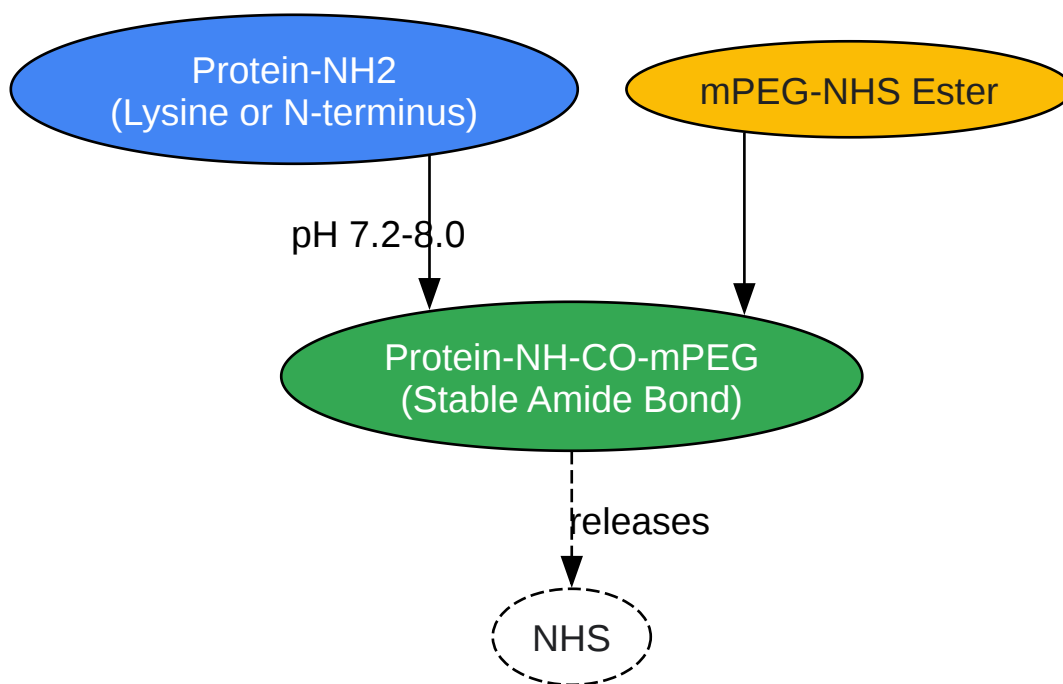 Protein-NH2
(Lysine or N-terminus)
mPEG-NHS Ester
pH 7.2-8.0
Protein-NH-CO-mPEG
(Stable Amide Bond)
releases
NHS